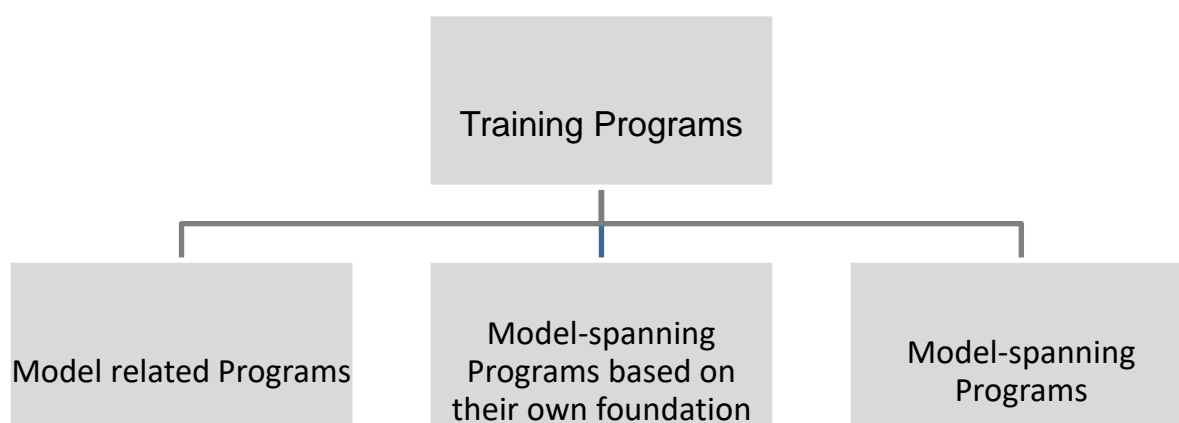 Training Programs
Model related Programs
Model-spanning
Programs based on
their own foundation
Model-spanning
Programs